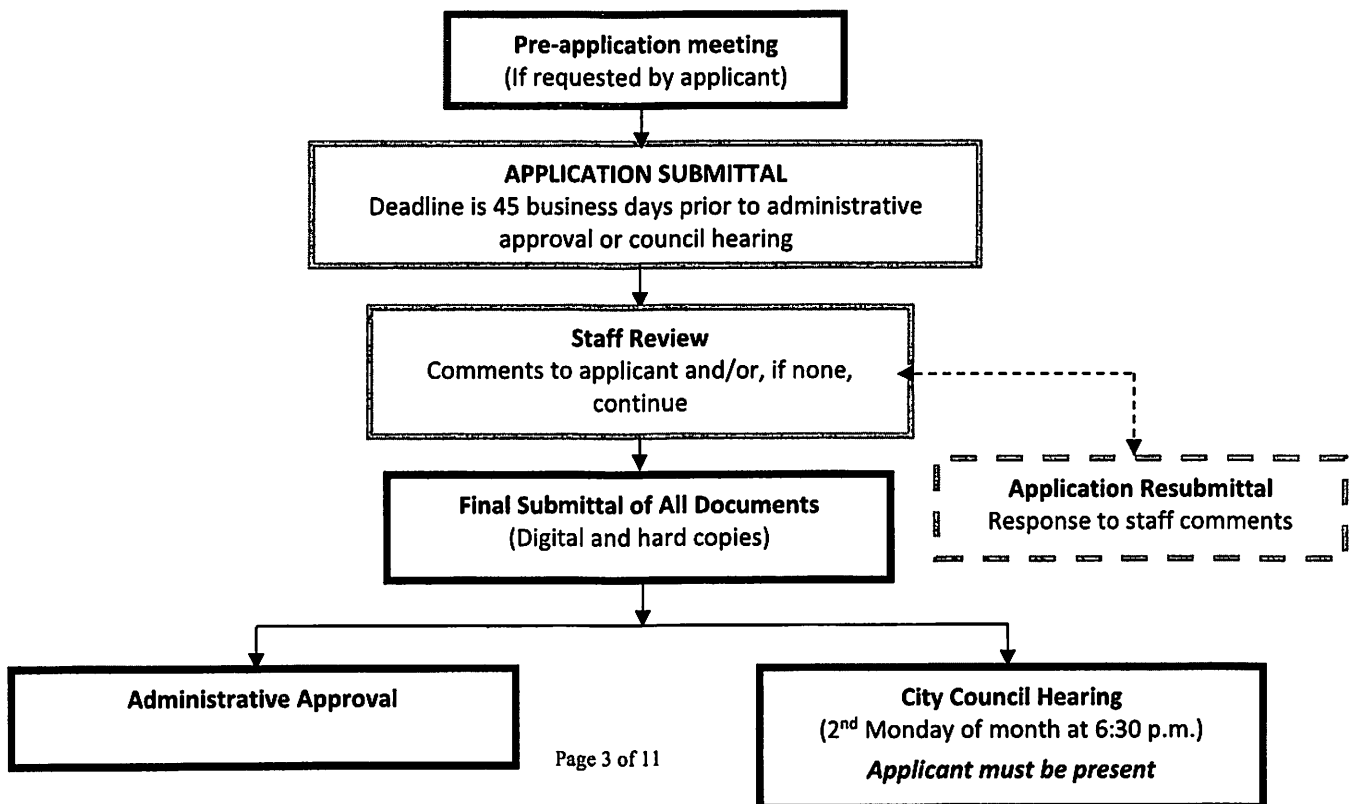 Pre-application meeting
(If requested by applicant)
APPLICATION SUBMITTAL
Deadline is 45 business days prior to administrative
approval or council hearing
Staff Review
Comments to applicant and/or, if none,
continue
Application Resubmittal
Response to staff comments
Final Submittal of All Documents
(Digital and hard copies)
Administrative Approval
City Council Hearing
(2nd Monday of month at 6:30 p.m.)
Applicant must be present
Page 3 of 11